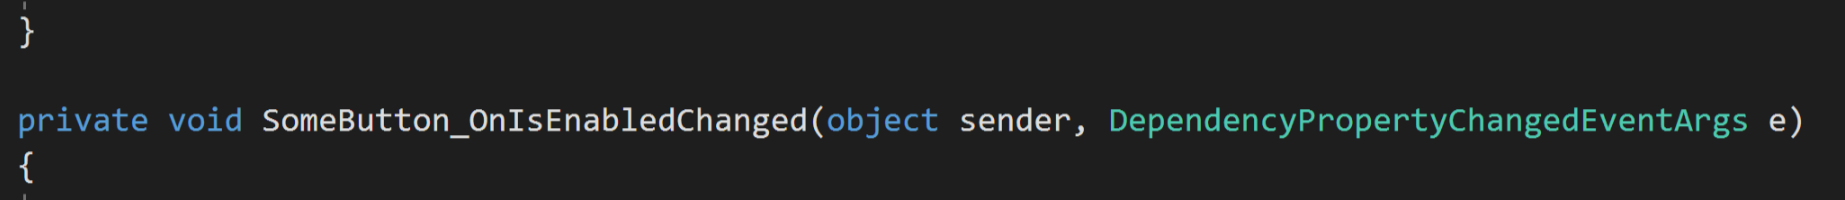 }
private void SomeButton_OnIsEnabledChanged(object sender, DependencyPropertyChangedEventArgs e)
{